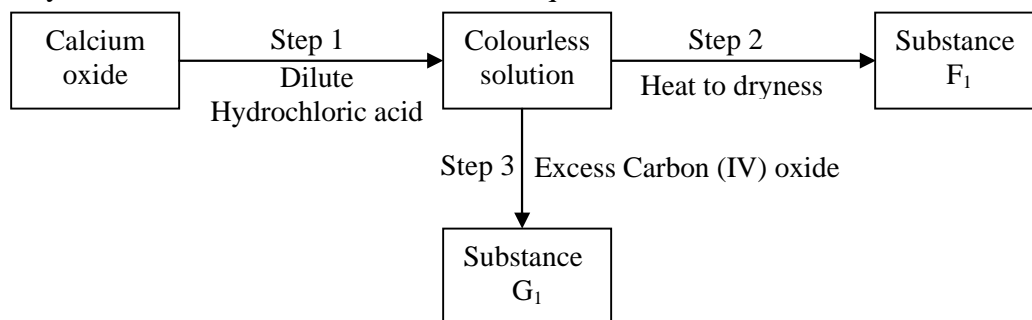 Calcium
oxide
Step 1
Dilute
Hydrochloric acid
Colourless
solution
Step 2
Heat to dryness
Substance
F₁
Step 3
Excess Carbon (IV) oxide
Substance
G₁